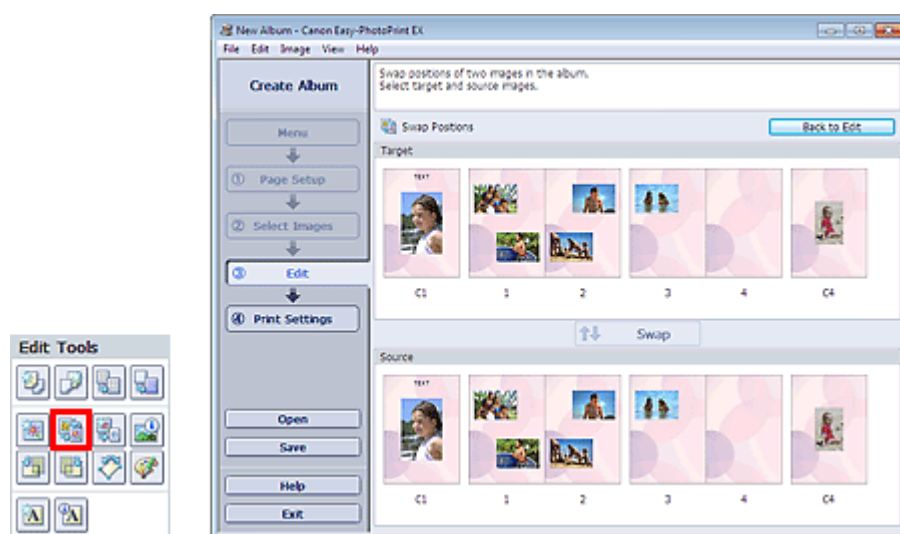 New Album - Canon Easy-PhotoPrint EX
File Edit Image View Help
Create Album
Swap positions of two images in the album.
Select target and source images.
Menu
Swap Positions
Back to Edit
Target
① Page Setup
TEXT
② Select Images
③ Edit
C1 1 2 3 4 C4
④ Print Settings
Swap
Edit Tools
Source
TEXT
Open
Save
Help
Exit
C1 1 2 3 4 C4
A A